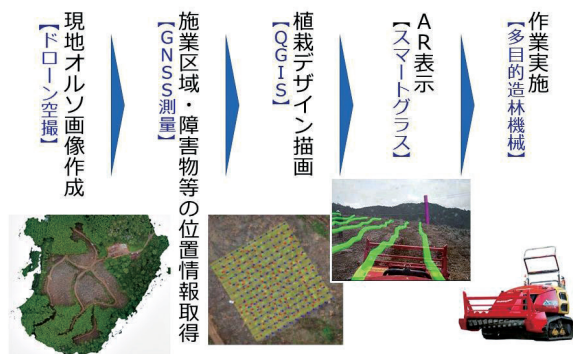 現地オルソ画像作成
【ドローン空撮】
施業区域・障害物等の位置情報取得
【GNSS測量】
植栽デザイン描画
【QGIS】
AR表示
【スマートグラス】
作業実施
【多目的造林機械】